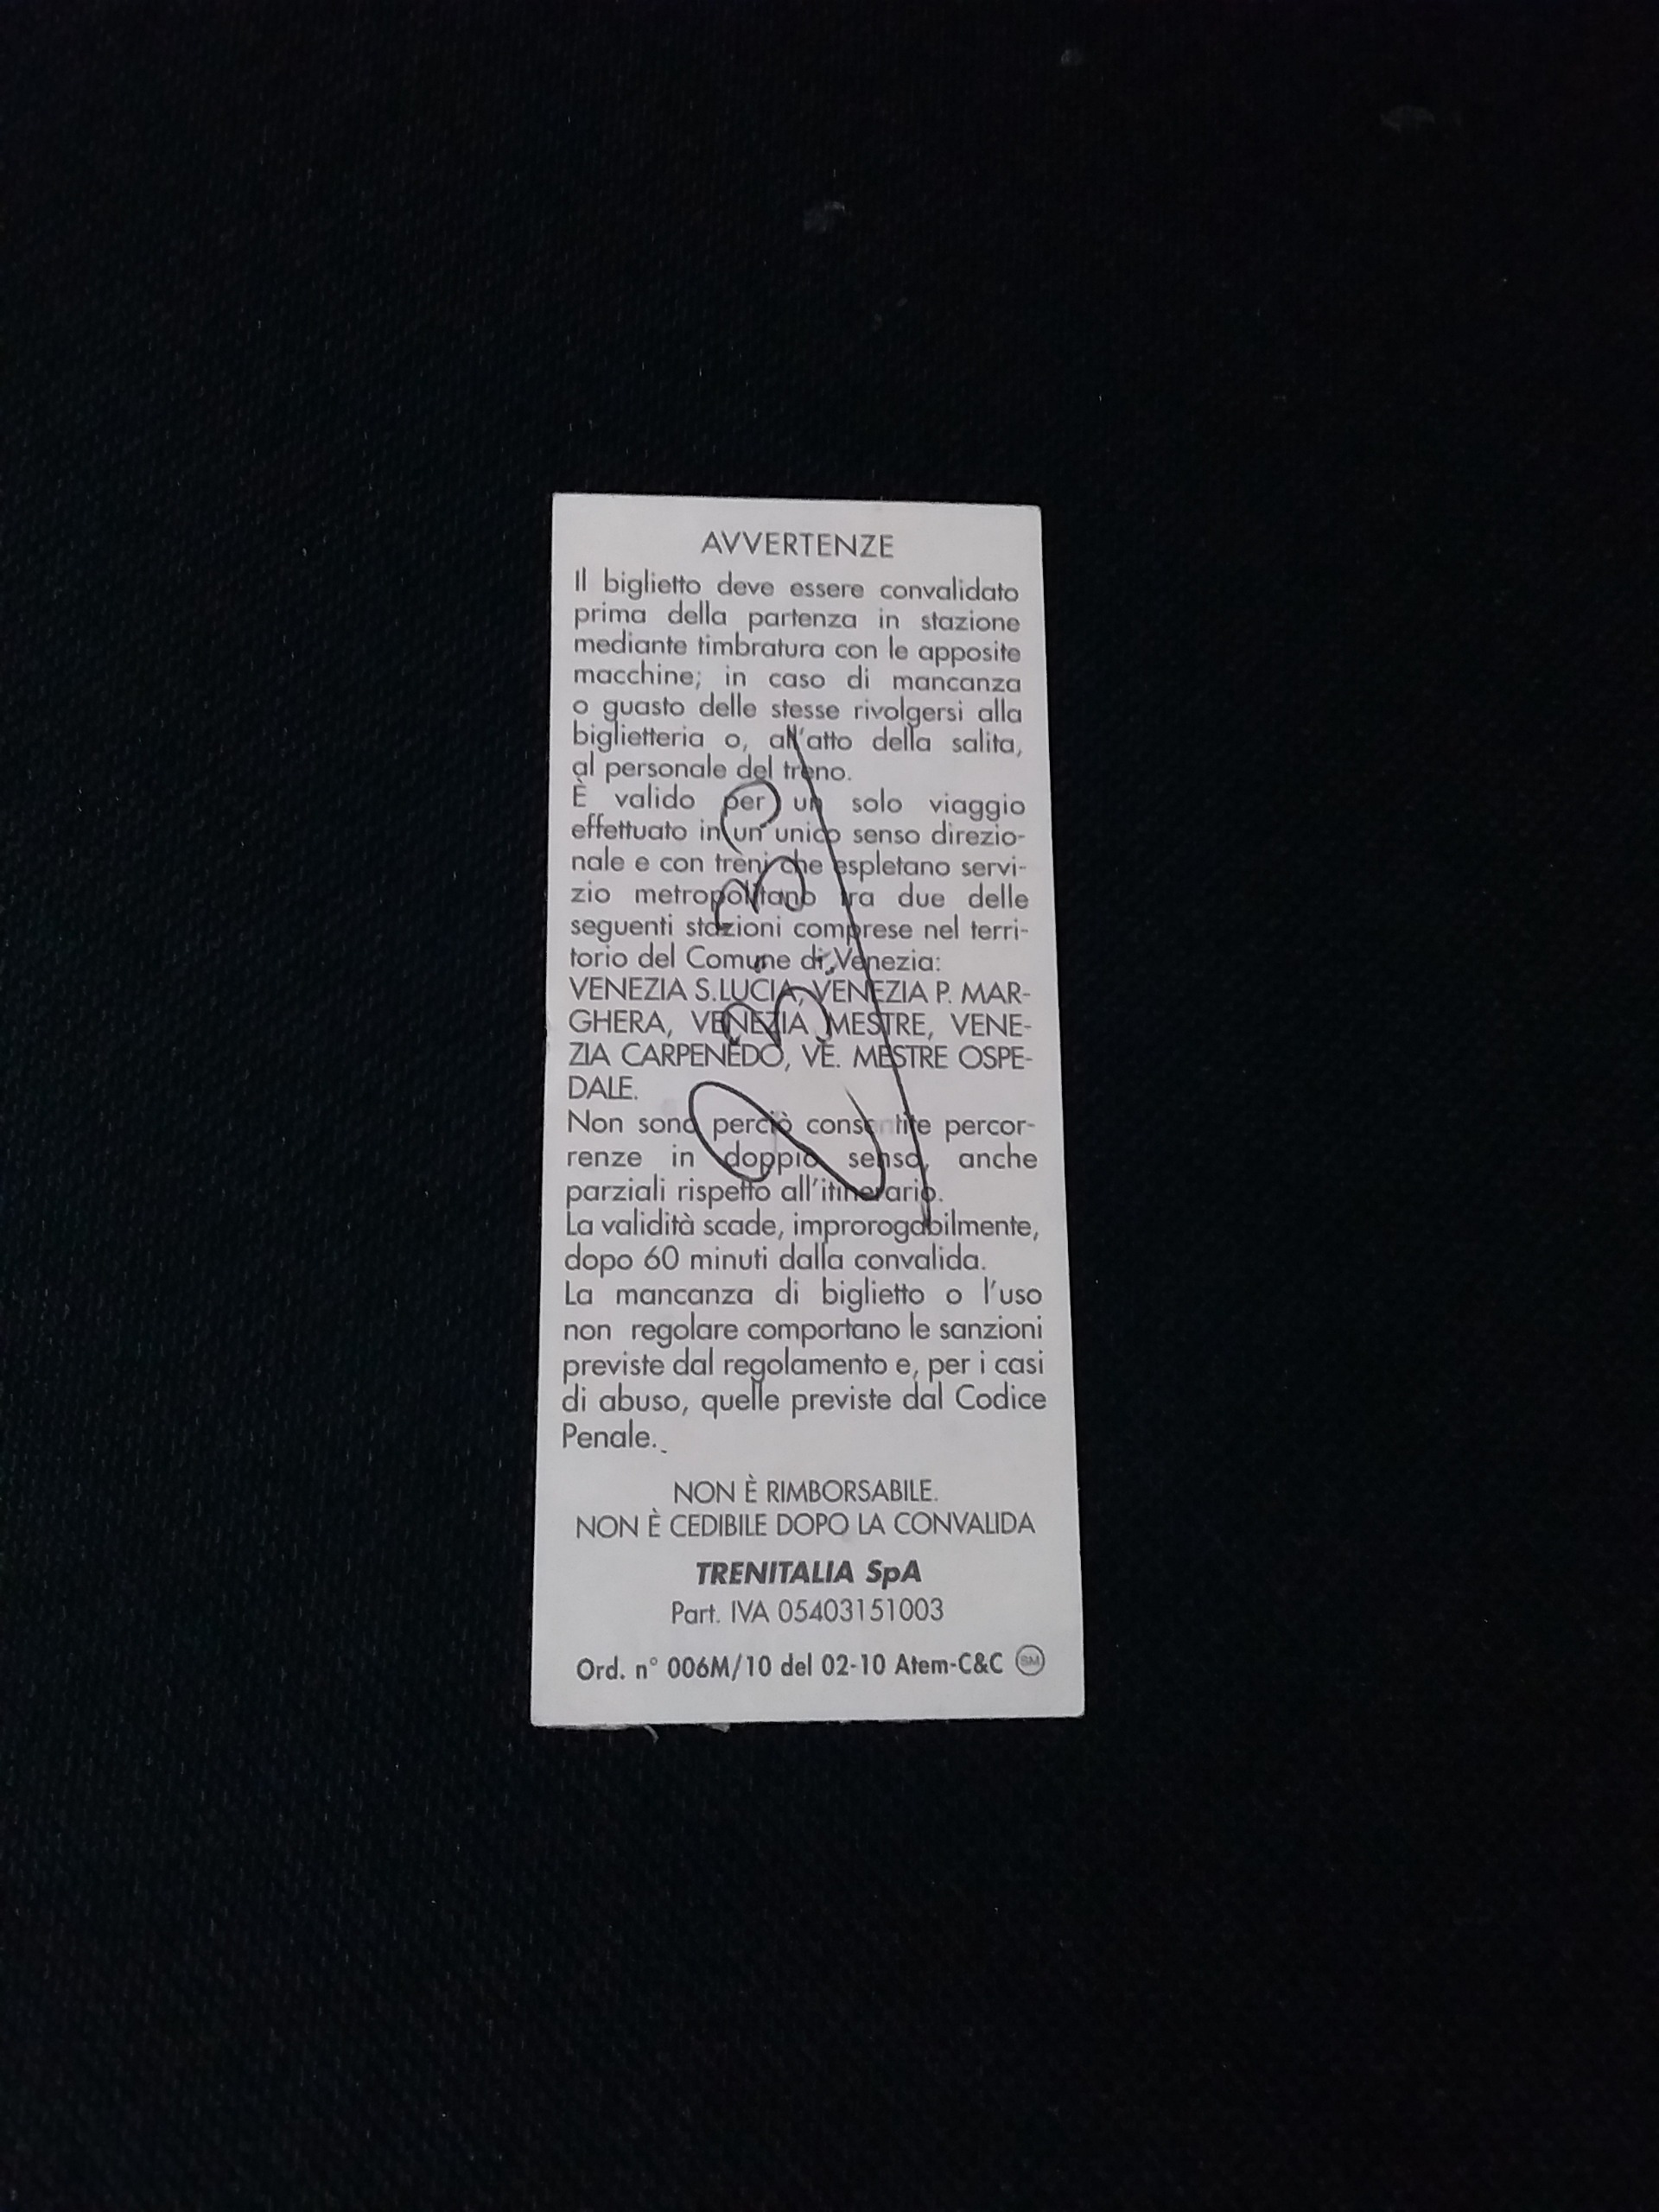 AVVERTENZE
Il biglietto deve essere convalidato
prima della partenza in stazione
mediante timbratura con le apposite
macchine; in caso di mancanza
o guasto delle stesse rivolgersi alla
biglietteria o, all'atto della salita,
al personale del treno.
È valido per un solo viaggio
effettuato in un unico senso direzio-
nale e con treni che espletano servi-
zio metropolitano tra due delle
seguenti stazioni comprese nel terri-
torio del Comune di Venezia:
VENEZIA S.LUCIA, VENEZIA P. MAR-
GHERA, VENEZIA MESTRE, VENE-
ZIA CARPENEDO, VE. MESTRE OSPE-
DALE.
Non sono perciò consentite percor-
renze in doppio senso, anche
parziali rispetto all'itinerario.
La validità scade, improrogabilmente,
dopo 60 minuti dalla convalida.
La mancanza di biglietto o l'uso
non regolare comportano le sanzioni
previste dal regolamento e, per i casi
di abuso, quelle previste dal Codice
Penale.
NON È RIMBORSABILE.
NON È CEDIBILE DOPO LA CONVALIDA
TRENITALIA SpA
Part. IVA 05403151003
Ord. n° 006M/10 del 02-10 Atem-C&C SM